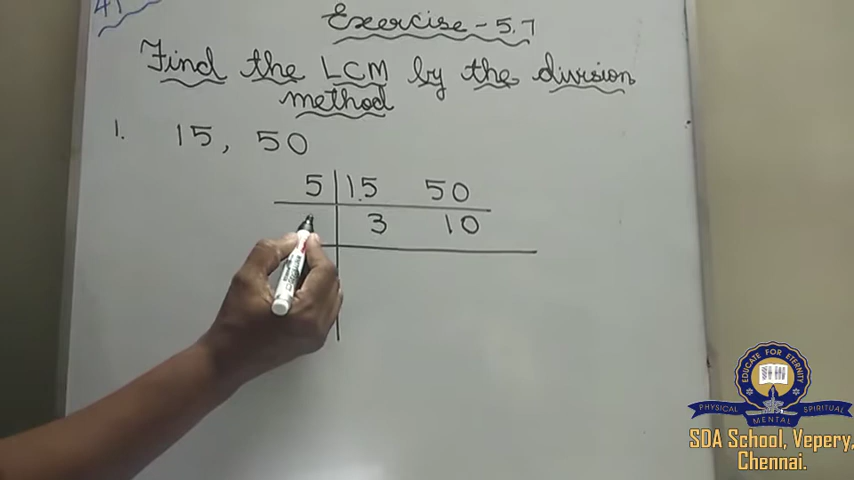 41
Exercise - 5.7
Find the LCM by the division
method
1. 15, 50
5 15 50
3 10
EDUCATE FOR ETERNITY
PHYSICAL MENTAL SPIRITUAL
SDA School, Vepery,
Chennai.